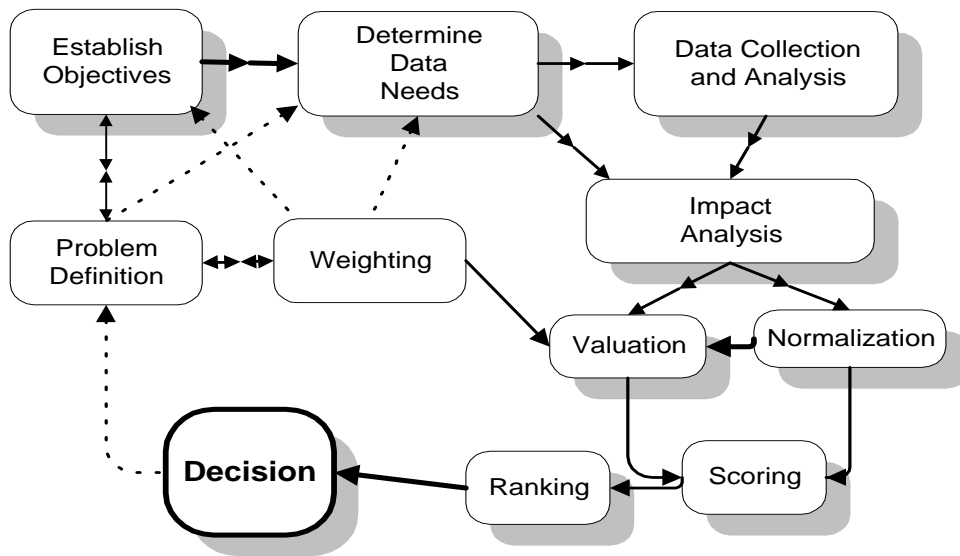 Establish
Objectives
Determine
Data
Needs
Data Collection
and Analysis
Problem
Definition
Weighting
Impact
Analysis
Valuation
Normalization
Decision
Ranking
Scoring